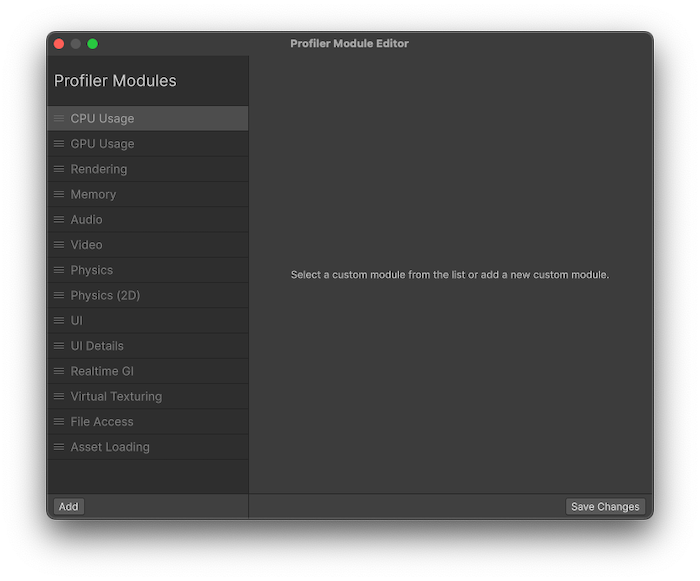 Profiler Module Editor
Profiler Modules
CPU Usage
GPU Usage
Rendering
Memory
Audio
Video
Physics
Physics (2D)
UI
UI Details
Realtime GI
Virtual Texturing
File Access
Asset Loading
Select a custom module from the list or add a new custom module.
Add
Save Changes